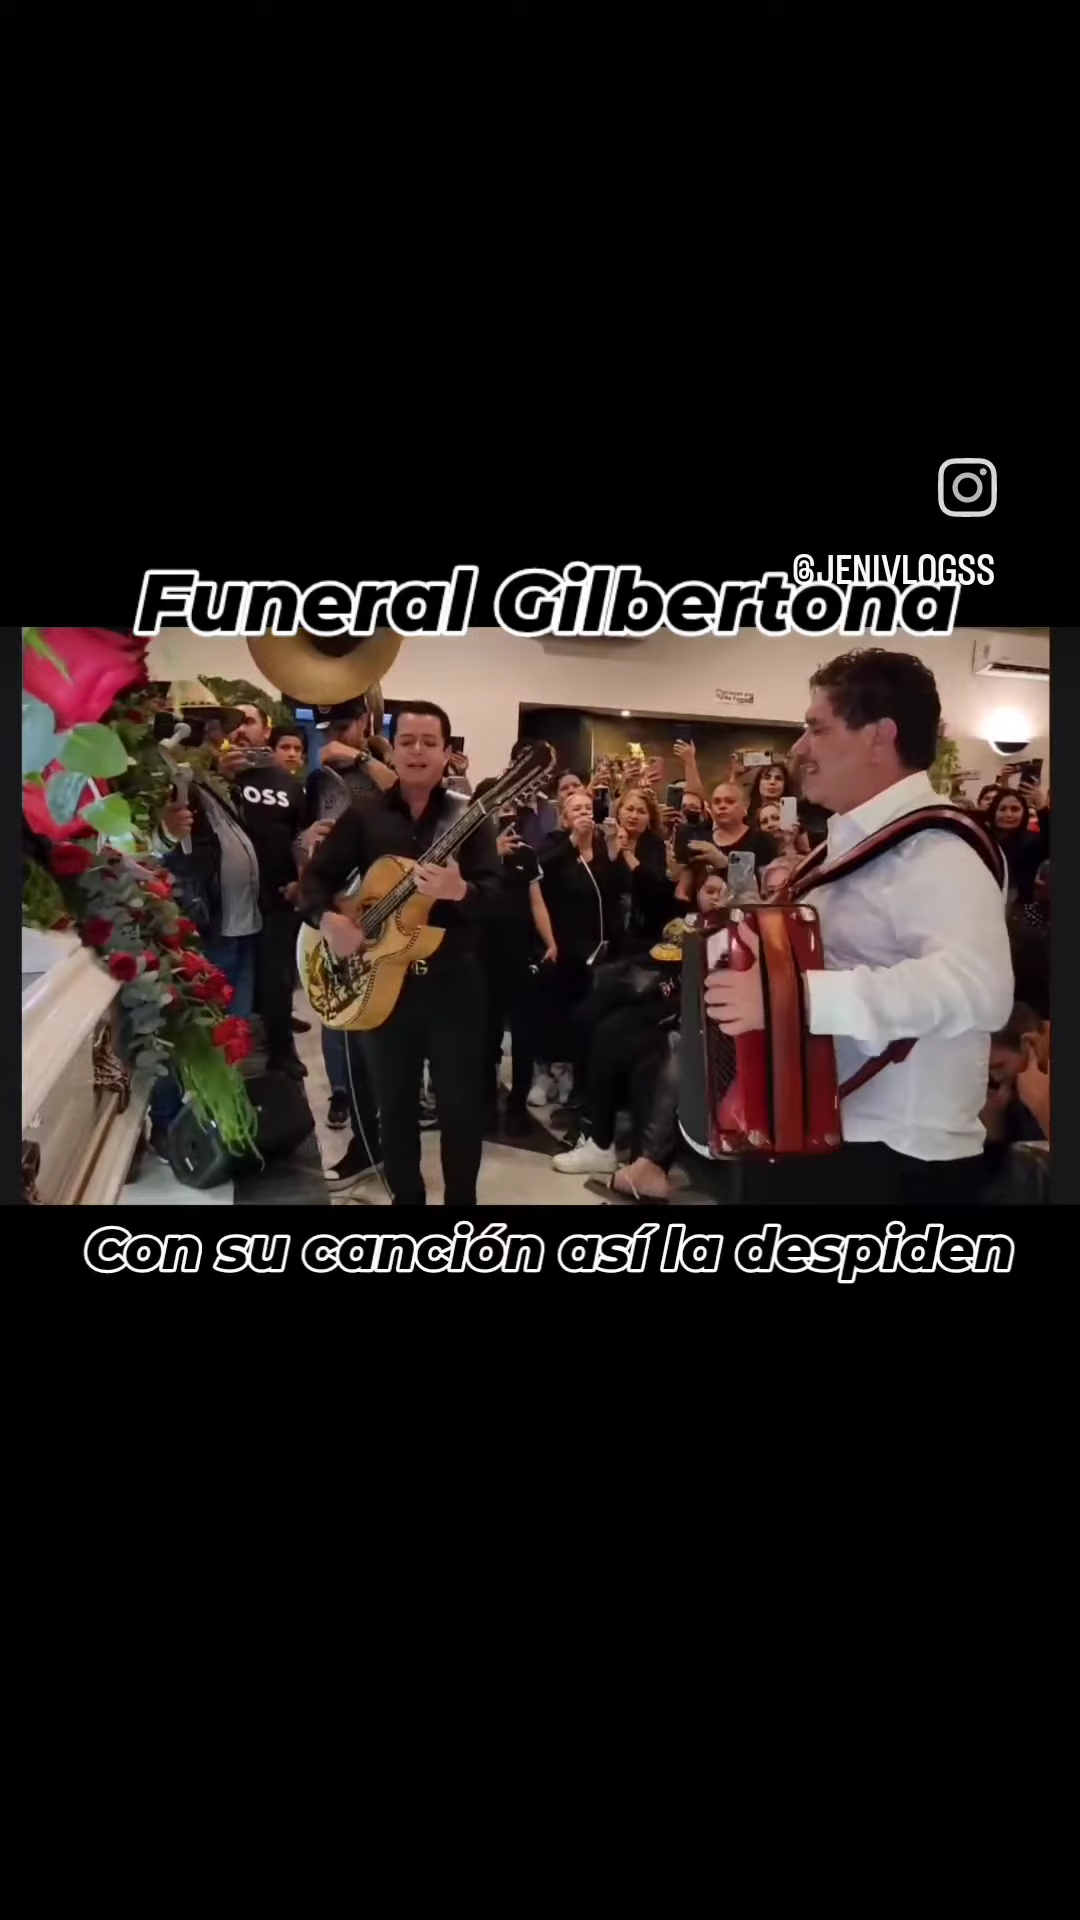 @JENIVLOGSS
Funeral Gilbertona
OSS
G
Con su canción así la despiden